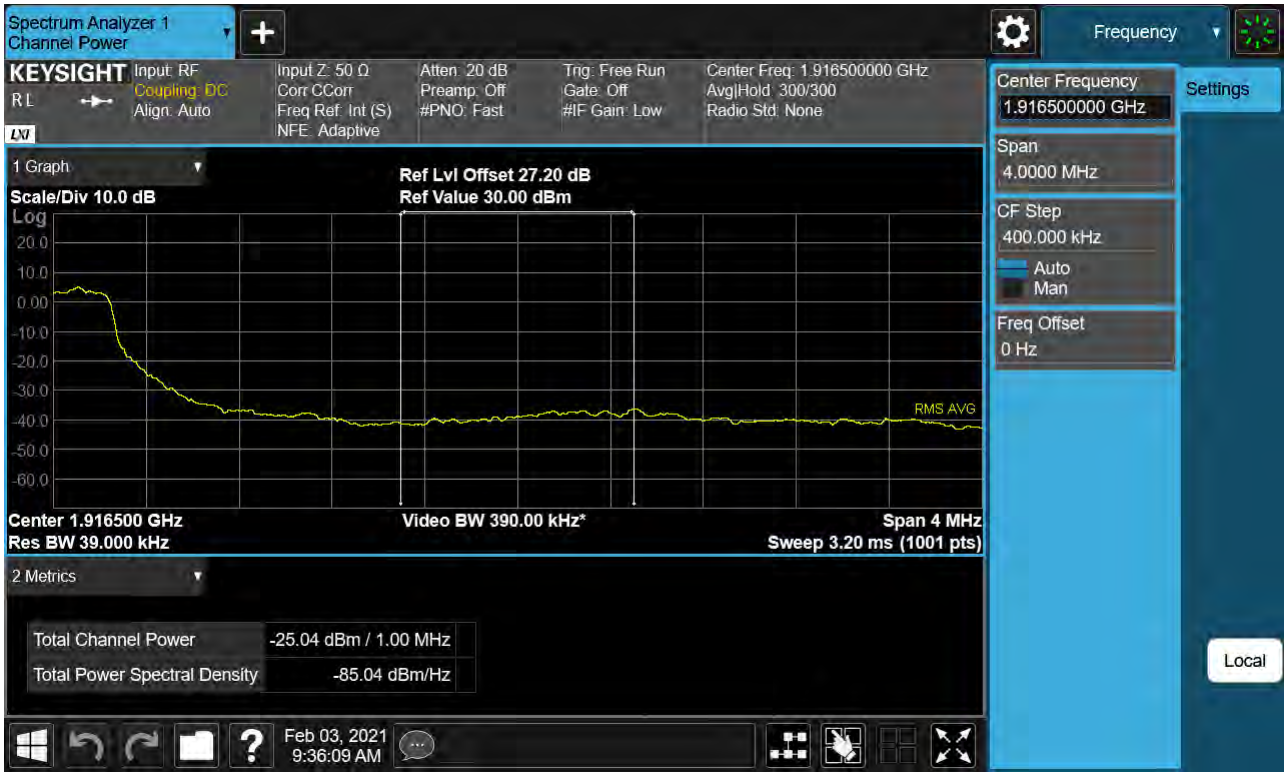 Spectrum Analyzer 1
Channel Power
Frequency
KEYSIGHT
RL
LXI
Input: RF
Coupling: DC
Align: Auto
Input Z: 50 Ω
Corr CCorr
Freq Ref: Int (S)
NFE: Adaptive
Atten: 20 dB
Preamp: Off
#PNO: Fast
Trig: Free Run
Gate: Off
#IF Gain: Low
Center Freq: 1.916500000 GHz
Avg|Hold: 300/300
Radio Std: None
1 Graph
Scale/Div 10.0 dB
Ref Lvl Offset 27.20 dB
Ref Value 30.00 dBm
Log
20.0
10.0
0.00
-10.0
-20.0
-30.0
-40.0
-50.0
-60.0
RMS AVG
Center 1.916500 GHz
Video BW 390.00 kHz*
Span 4 MHz
Res BW 39.000 kHz
Sweep 3.20 ms (1001 pts)
2 Metrics
Total Channel Power -25.04 dBm / 1.00 MHz
Total Power Spectral Density -85.04 dBm/Hz
Feb 03, 2021
9:36:09 AM
Center Frequency
1.916500000 GHz
Span
4.0000 MHz
CF Step
400.000 kHz
Auto
Man
Freq Offset
0 Hz
Settings
Local